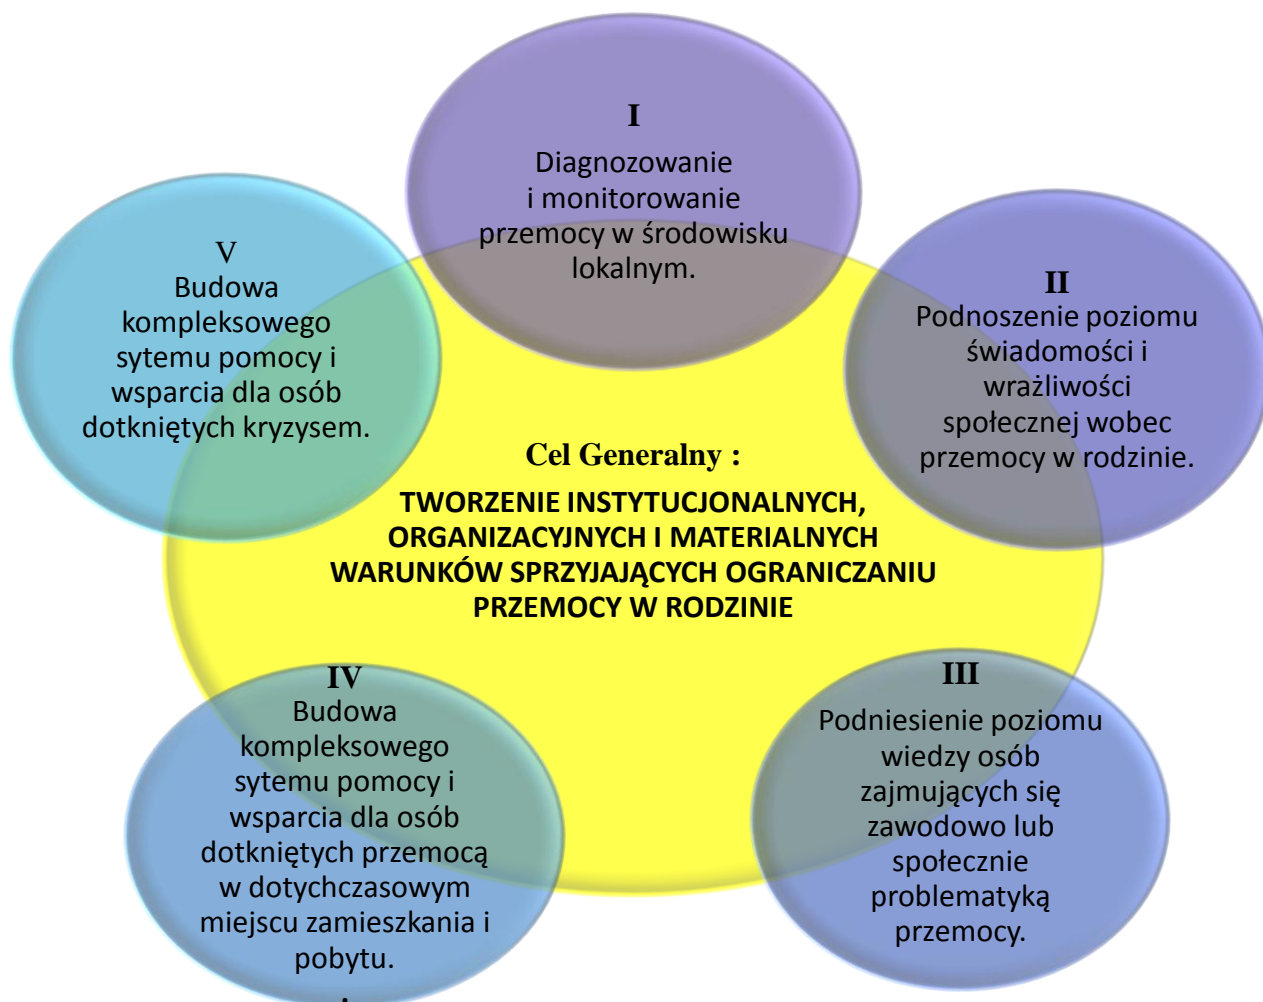 I
Diagnozowanie
i monitorowanie
przemocy w środowisku
lokalnym.
II
Podnoszenie poziomu
świadomości i
wrażliwości
społecznej wobec
przemocy w rodzinie.
III
Podniesienie poziomu
wiedzy osób
zajmujących się
zawodowo lub
społecznie
problematyką
przemocy.
IV
Budowa
kompleksowego
sytemu pomocy i
wsparcia dla osób
dotkniętych przemocą
w dotychczasowym
miejscu zamieszkania i
pobytu.
.
V
Budowa
kompleksowego
sytemu pomocy i
wsparcia dla osób
dotkniętych kryzysem.
Cel Generalny :
TWORZENIE INSTYTUCJONALNYCH,
ORGANIZACYJNYCH I MATERIALNYCH
WARUNKÓW SPRZYJAJĄCYCH OGRANICZANIU
PRZEMOCY W RODZINIE